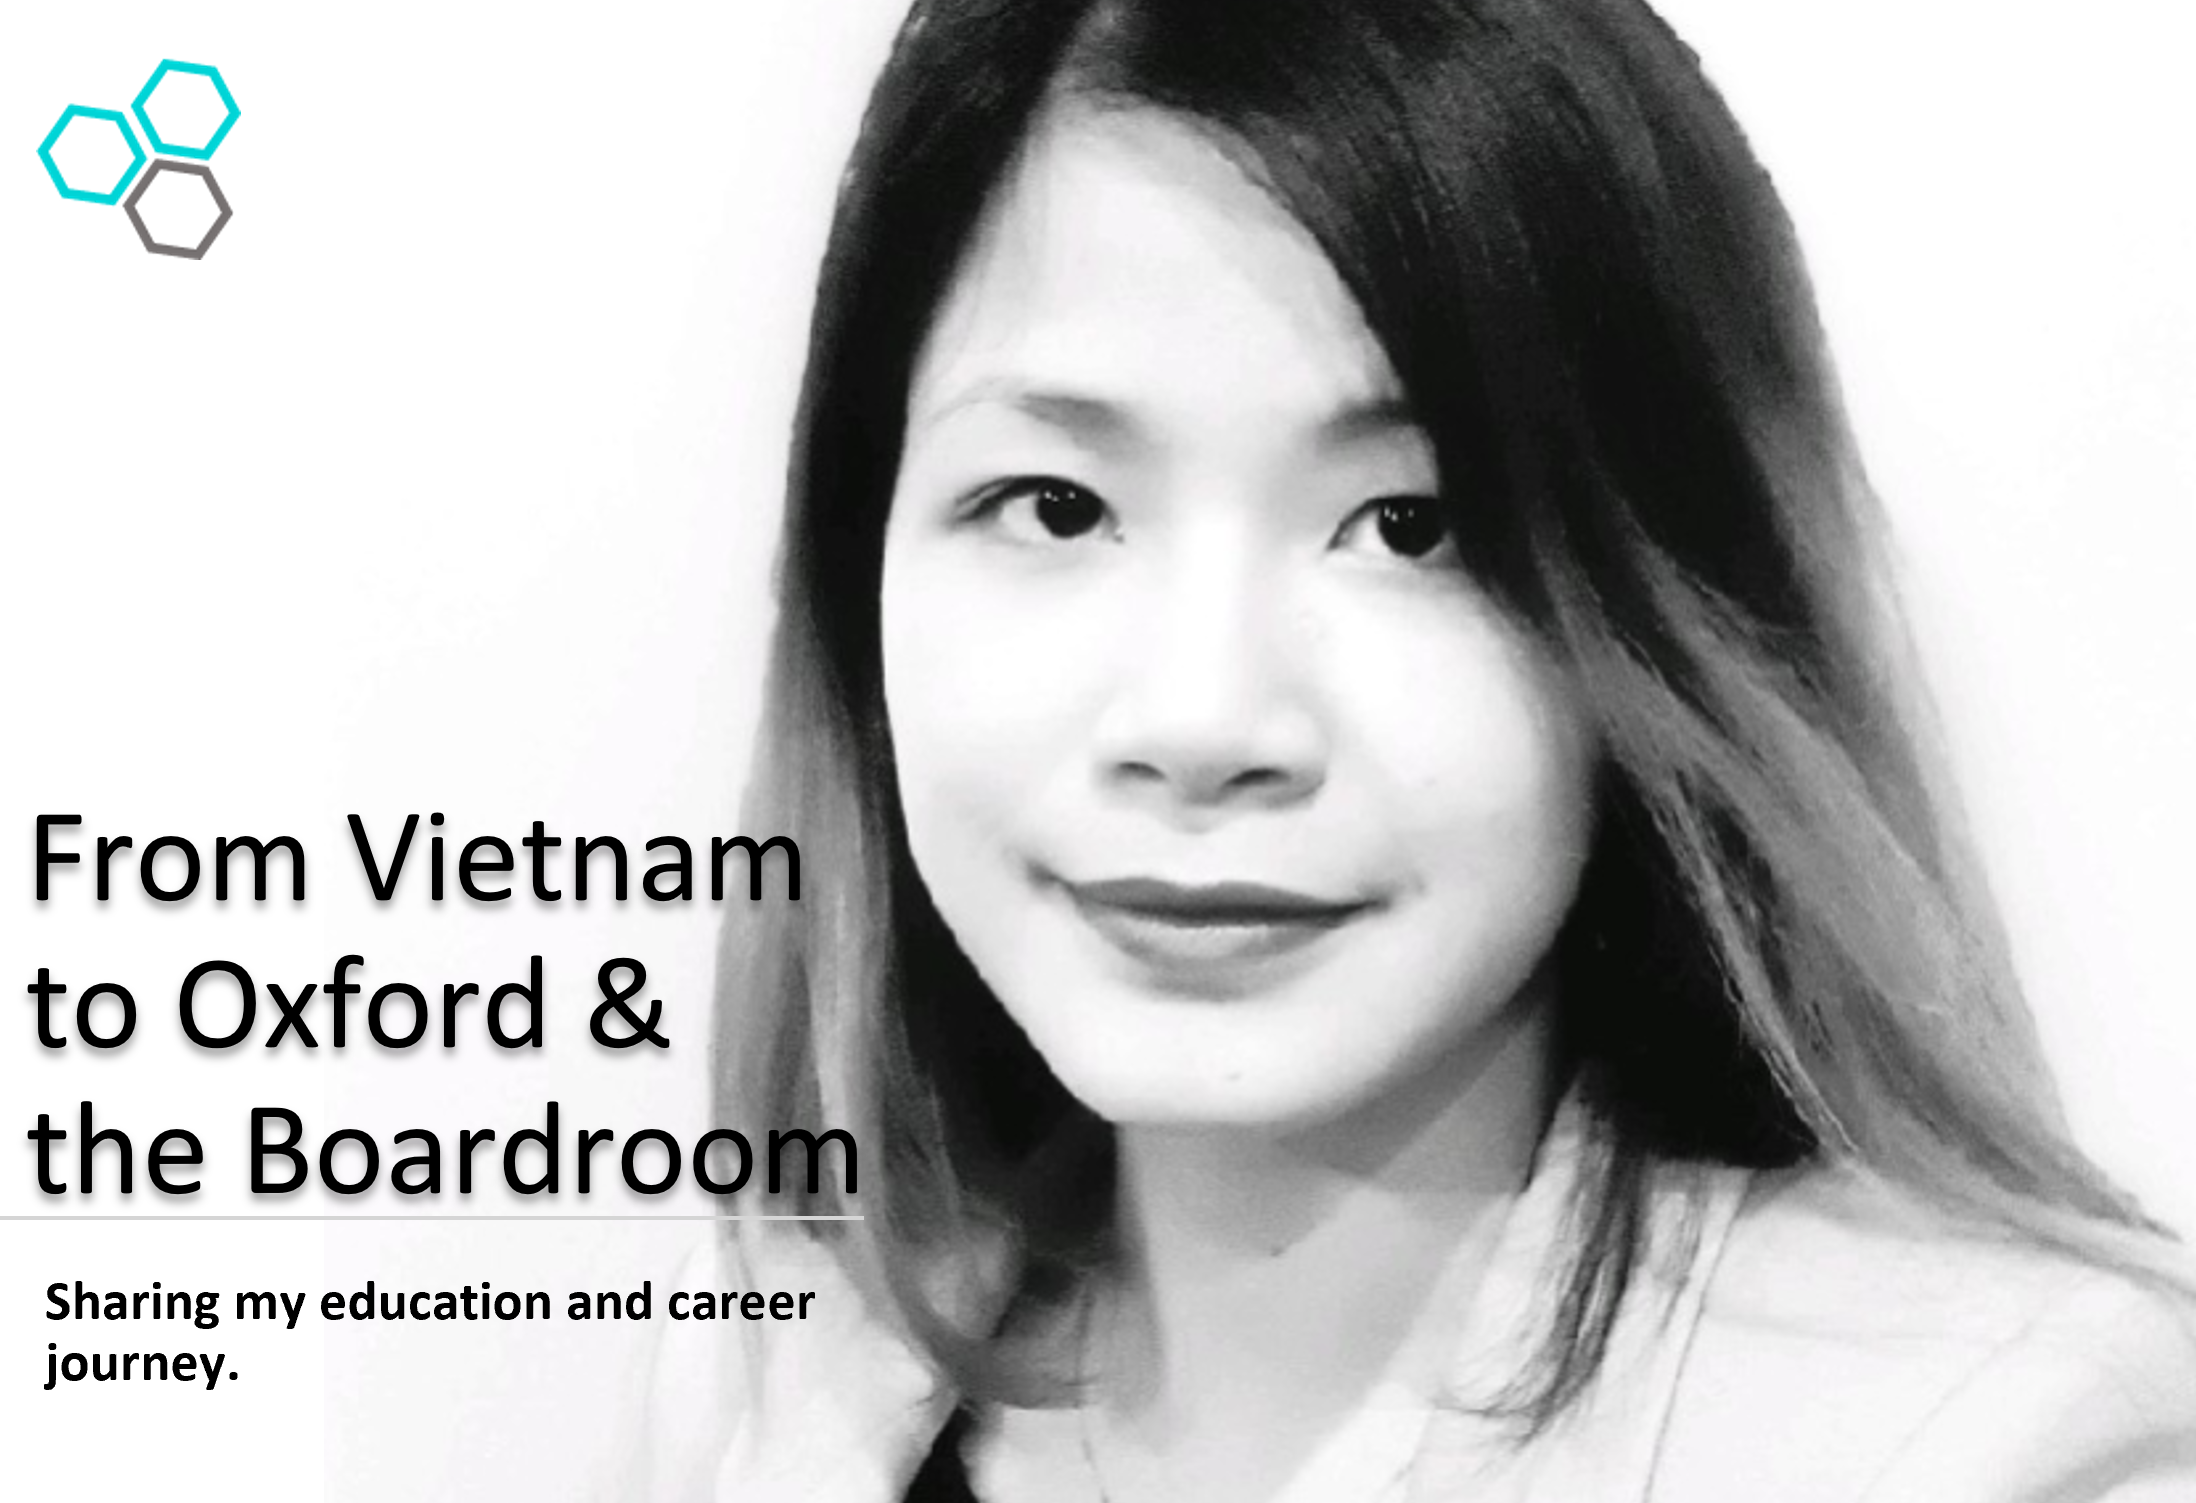 From Vietnam
to Oxford &
the Boardroom
Sharing my education and career
journey.